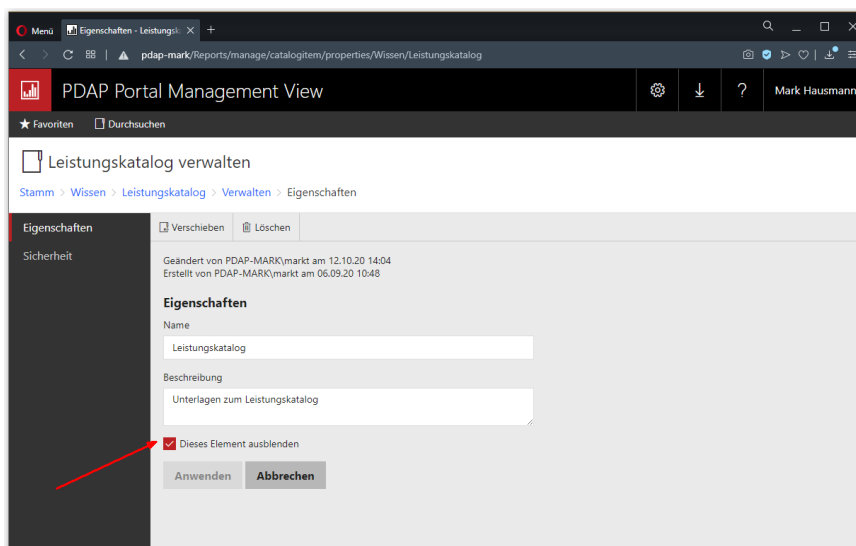 Menü
Eigenschaften - Leistungsk
pdap-mark/Reports/manage/catalogitem/properties/Wissen/Leistungskatalog
PDAP Portal Management View
?
Mark Hausmann
Favoriten
Durchsuchen
Leistungskatalog verwalten
Stamm > Wissen > Leistungskatalog > Verwalten > Eigenschaften
Eigenschaften
Sicherheit
Verschieben
Löschen
Geändert von PDAP-MARK\markt am 12.10.20 14:04
Erstellt von PDAP-MARK\markt am 06.09.20 10:48
Eigenschaften
Name
Leistungskatalog
Beschreibung
Unterlagen zum Leistungskatalog
Dieses Element ausblenden
Anwenden
Abbrechen